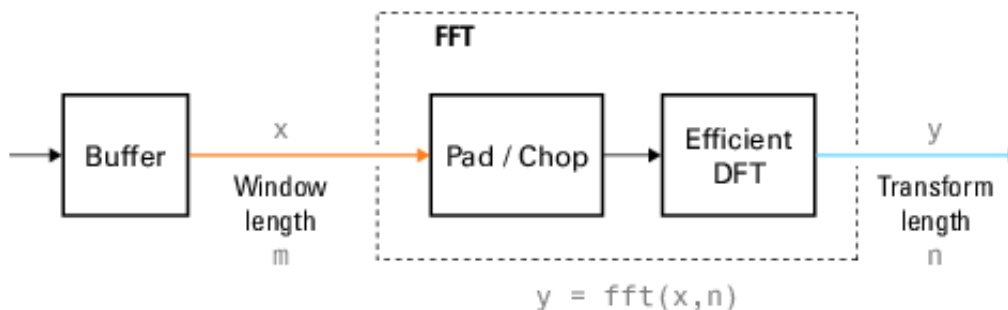 FFT
Buffer
x
Window
length
m
Pad / Chop
Efficient
DFT
y
Transform
length
n
y = fft(x,n)